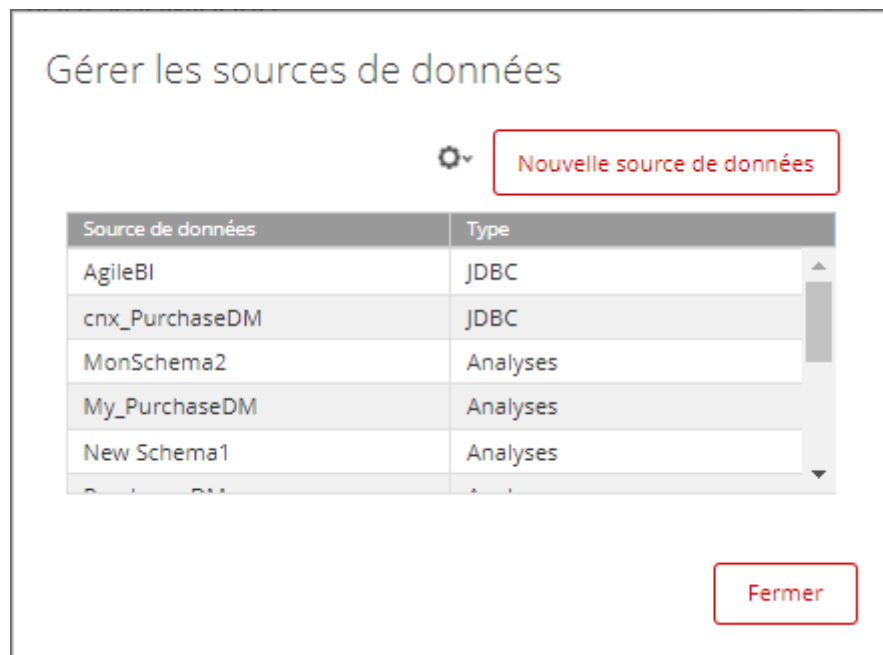 Gérer les sources de données
Nouvelle source de données
Source de données Type
AgileBI JDBC
cnx_PurchaseDM JDBC
MonSchema2 Analyses
My_PurchaseDM Analyses
New Schema1 Analyses
Fermer